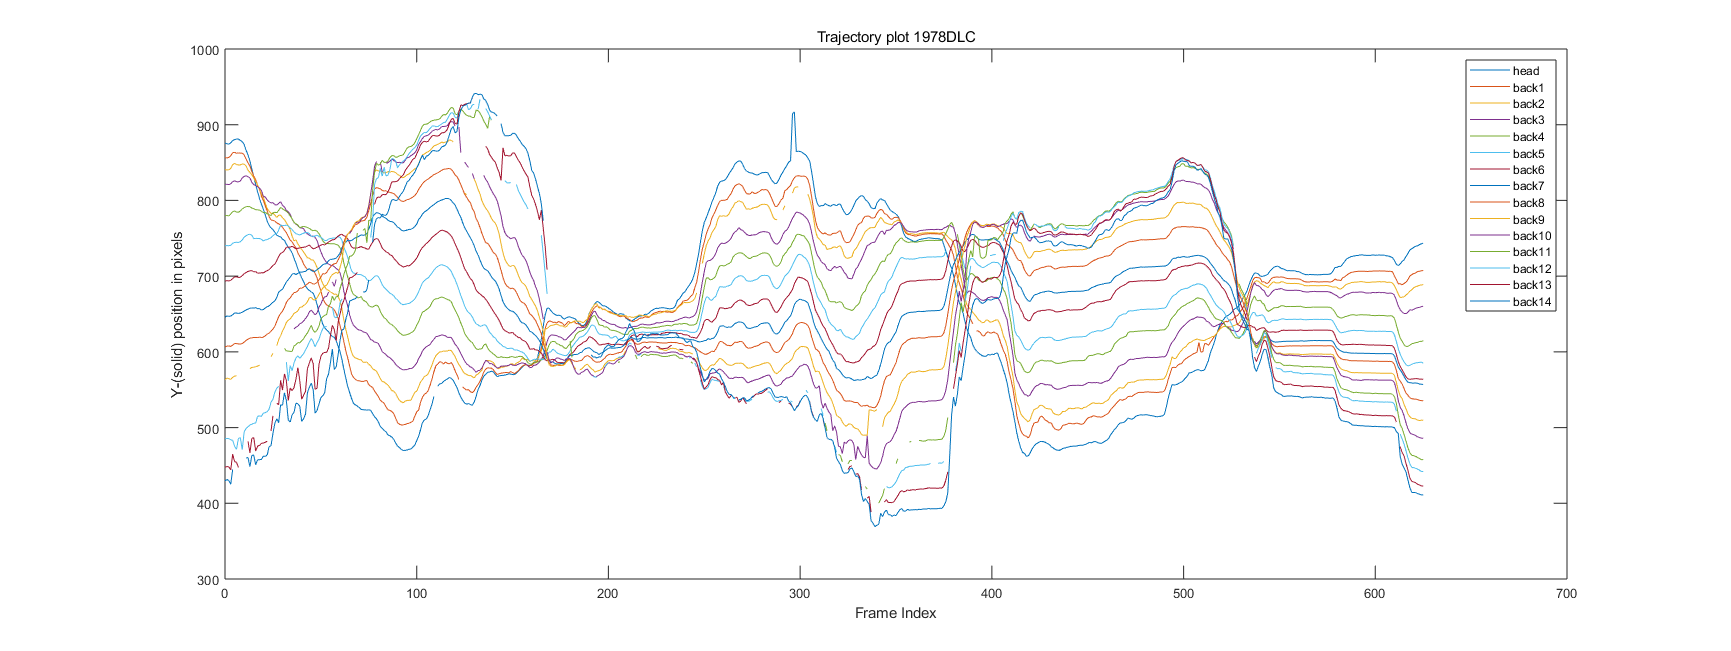 Trajectory plot 1978DLC
1000
900
800
700
600
500
400
300
Y-(solid) position in pixels
0 100 200 300 400 500 600 700
Frame Index
head
back1
back2
back3
back4
back5
back6
back7
back8
back9
back10
back11
back12
back13
back14